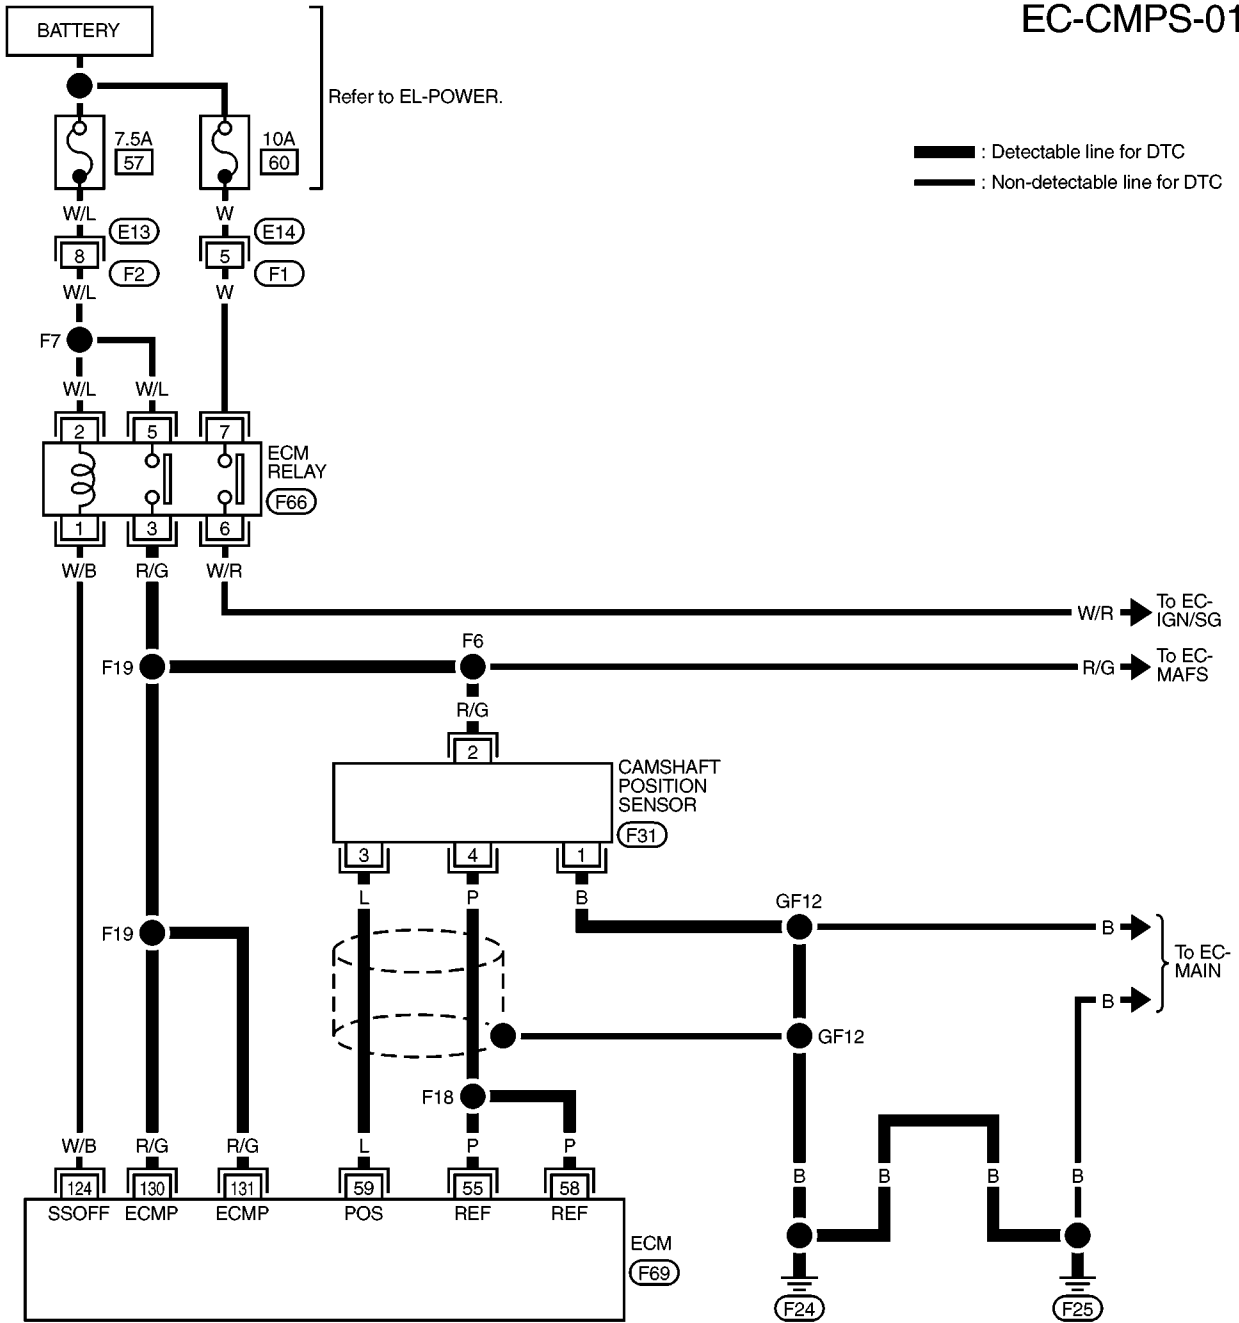 EC-CMPS-01
BATTERY
Refer to EL-POWER.
7.5A
57
10A
60
: Detectable line for DTC
: Non-detectable line for DTC
W/L
E13
W
E14
8
5
F2
F1
W/L
W
F7
W/L
W/L
2
5
7
ECM
RELAY
F66
1
3
6
W/B
R/G
W/R
W/R
To EC-
IGN/SG
F19
F6
R/G
To EC-
MAFS
R/G
2
CAMSHAFT
POSITION
SENSOR
F31
3
4
1
L
P
B
GF12
B
F19
To EC-
MAIN
B
GF12
F18
W/B
R/G
R/G
L
P
P
B
B
B
B
124
130
131
59
55
58
SSOFF
ECMP
ECMP
POS
REF
REF
ECM
F69
F24
F25